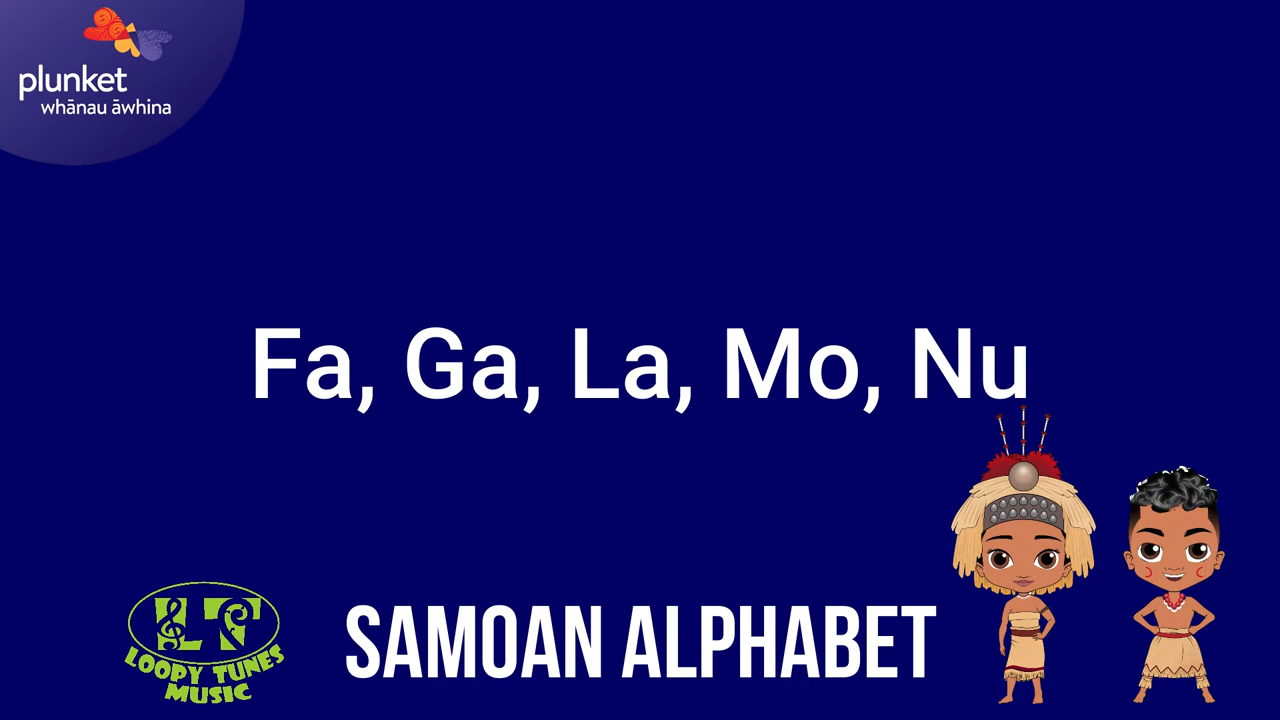 plunket
whānau āwhina
Fa, Ga, La, Mo, Nu
SAMOAN ALPHABET
LT
LOOPY TUNES
MUSIC